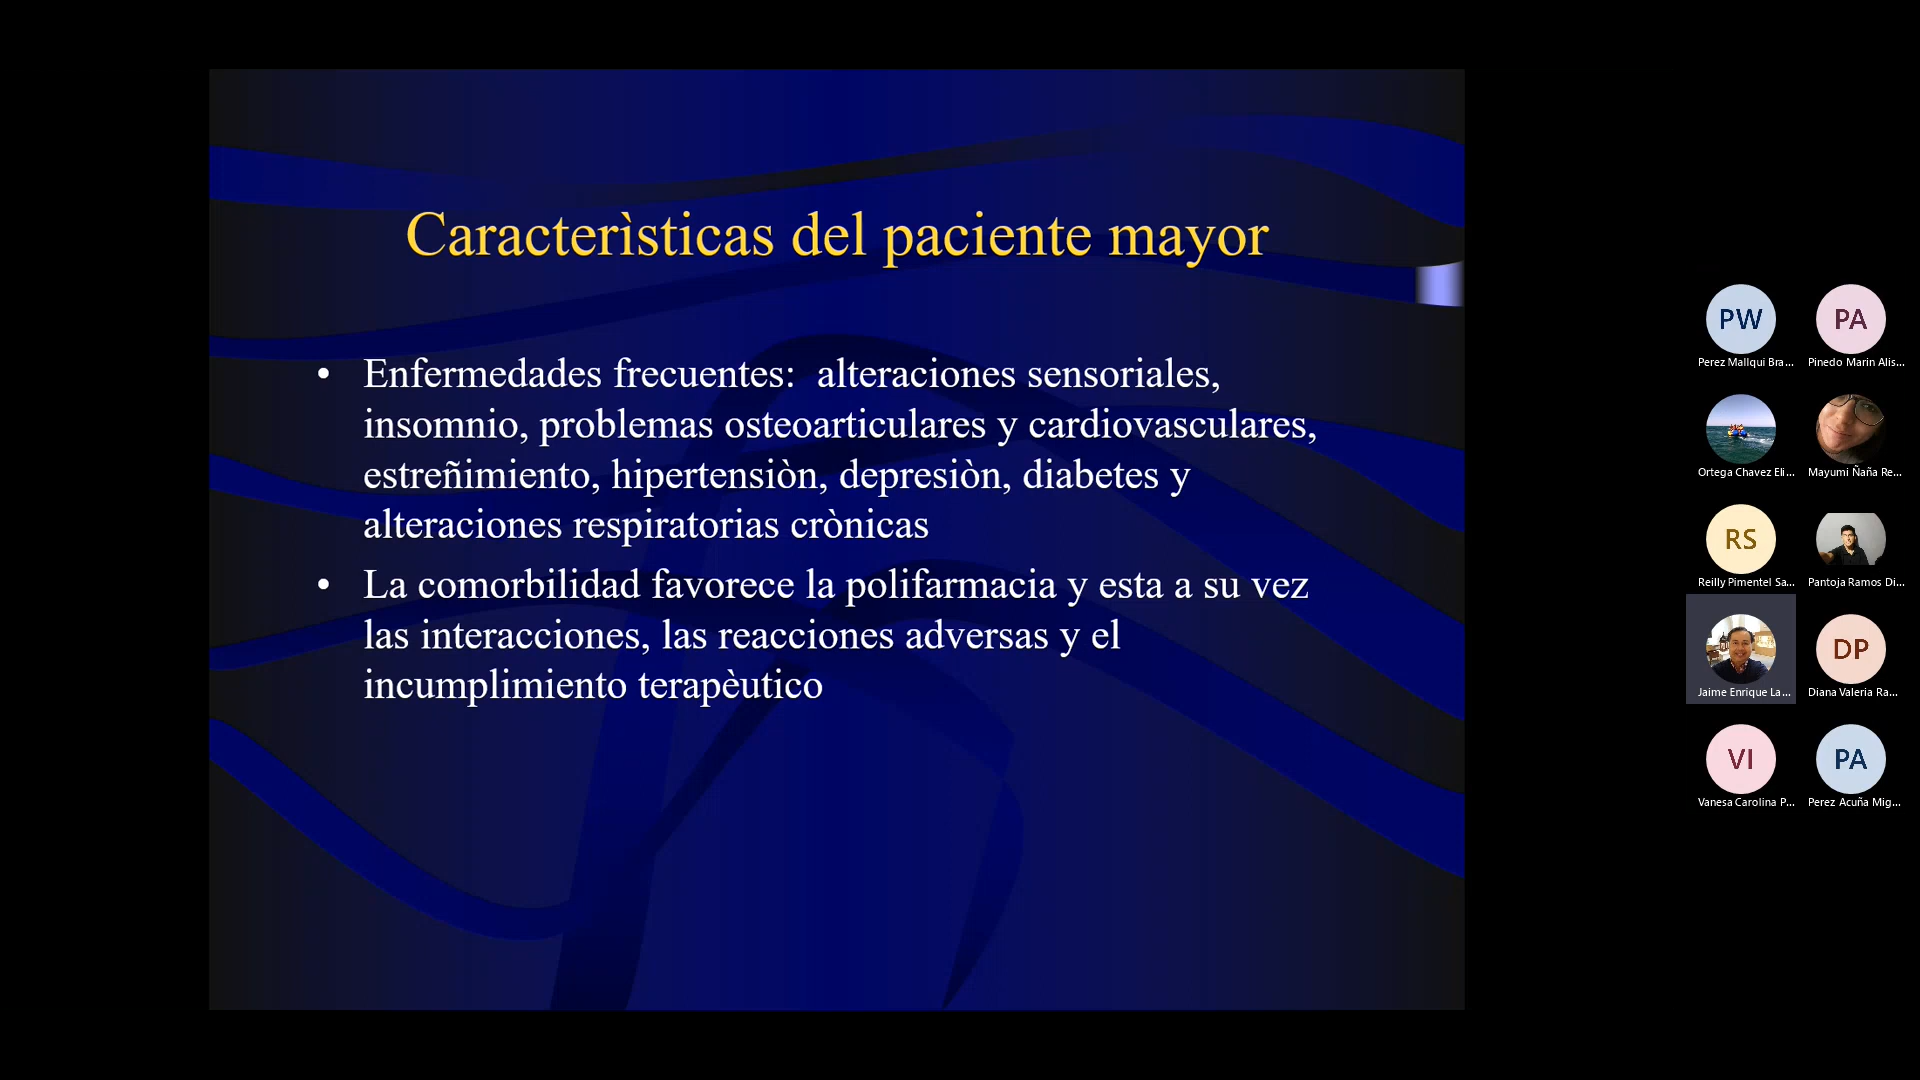 Caracterìsticas del paciente mayor
• Enfermedades frecuentes:  alteraciones sensoriales,
insomnio, problemas osteoarticulares y cardiovasculares,
estreñimiento, hipertensiòn, depresiòn, diabetes y
alteraciones respiratorias crònicas
• La comorbilidad favorece la polifarmacia y esta a su vez
las interacciones, las reacciones adversas y el
incumplimiento terapèutico
PW
Perez Mallqui Bra...
PA
Pinedo Marin Alis...
Ortega Chavez Eli...
Mayumi Ñaña Re...
RS
Reilly Pimentel Sa...
Pantoja Ramos Di...
Jaime Enrique La...
DP
Diana Valeria Ra...
VI
Vanesa Carolina P...
PA
Perez Acuña Mig...